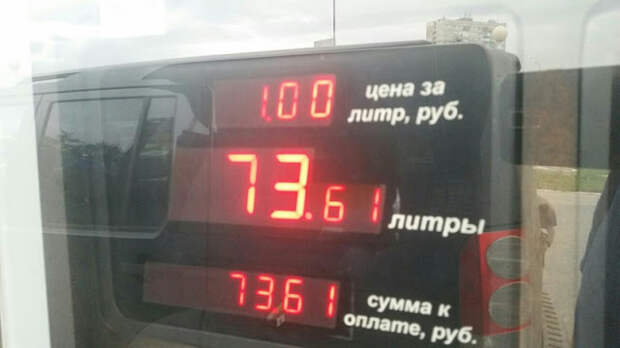 1.00 цена за
литр, руб.
73.61 литры
73.61 сумма к
оплате, руб.